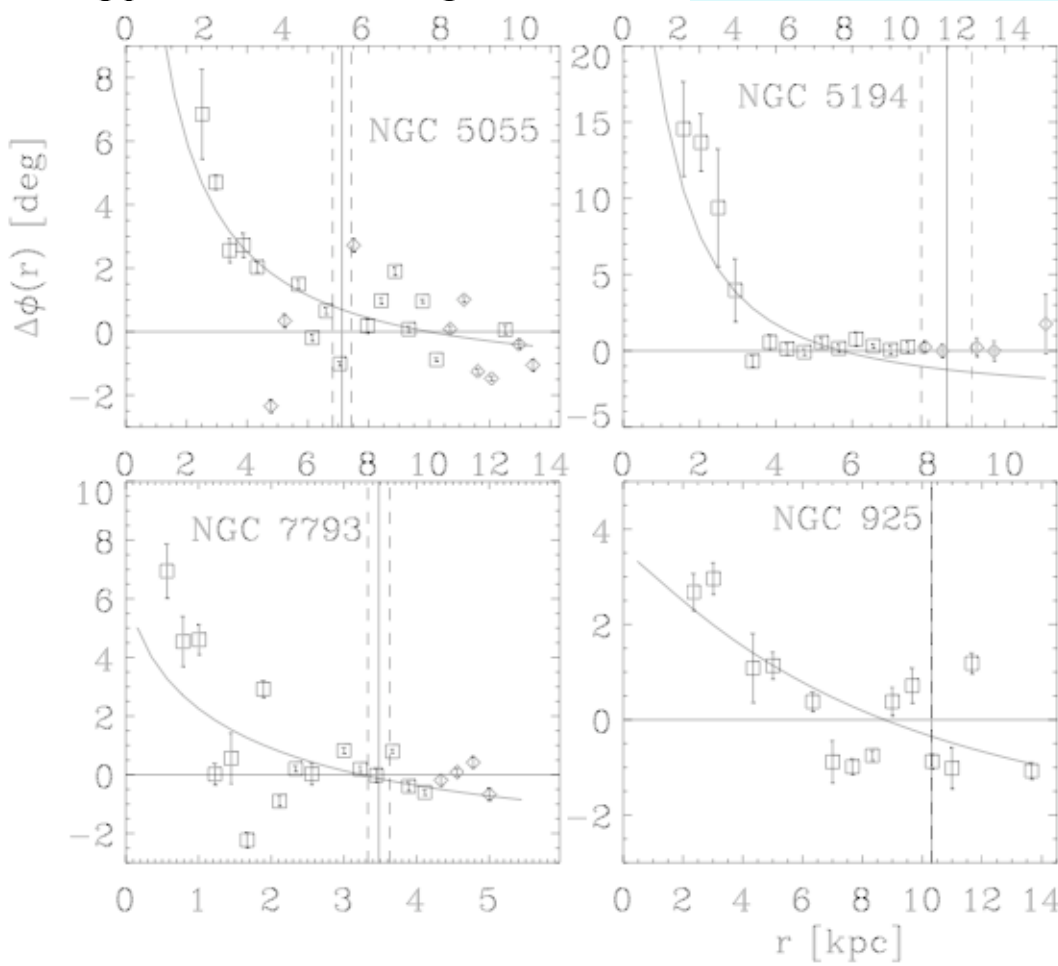 0 2 4 6 8 10
0 2 4 6 8 10 12 14
Δϕ(r) [deg]
8 6 4 2 0 −2
NGC 5055
20 15 10 5 0 −5
NGC 5194
0 2 4 6 8 10 12 14
0 2 4 6 8 10
10 8 6 4 2 0 −2
NGC 7793
4 2 0 −2
NGC 925
0 1 2 3 4 5
0 2 4 6 8 10 12 14
r [kpc]